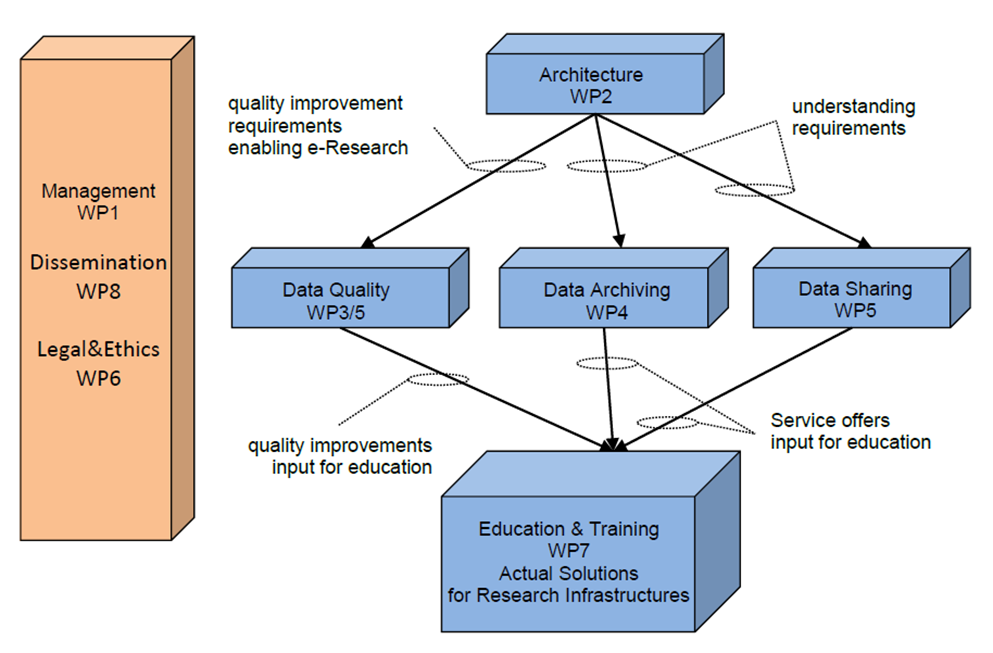 Management
WP1
Dissemination
WP8
Legal&Ethics
WP6
Architecture
WP2
quality improvement
requirements
enabling e-Research
understanding
requirements
Data Quality
WP3/5
Data Archiving
WP4
Data Sharing
WP5
quality improvements
input for education
Service offers
input for education
Education & Training
WP7
Actual Solutions
for Research Infrastructures